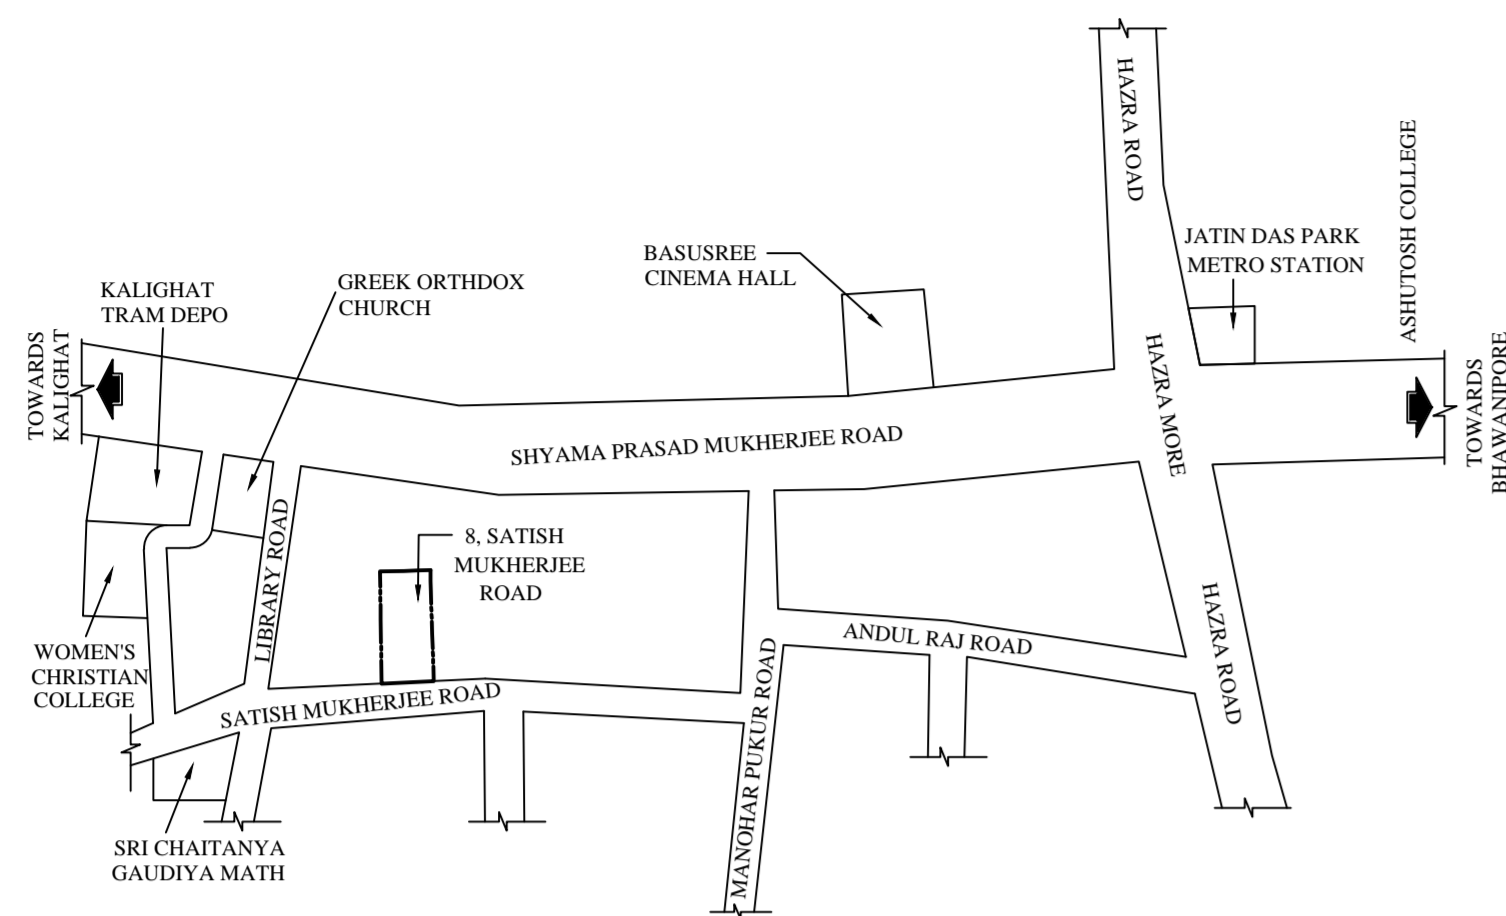 HAZRA ROAD
ASHUTOSH COLLEGE
JATIN DAS PARK
METRO STATION
BASUSREE
CINEMA HALL
GREEK ORTHDOX
CHURCH
KALIGHAT
TRAM DEPO
TOWARDS
KALIGHAT
HAZRA MORE
TOWARDS
BHAWANIPORE
SHYAMA PRASAD MUKHERJEE ROAD
LIBRARY ROAD
8, SATISH
MUKHERJEE
ROAD
ANDUL RAJ ROAD
HAZRA ROAD
WOMEN'S
CHRISTIAN
COLLEGE
SATISH MUKHERJEE ROAD
MANOHAR PUKUR ROAD
SRI CHAITANYA
GAUDIYA MATH